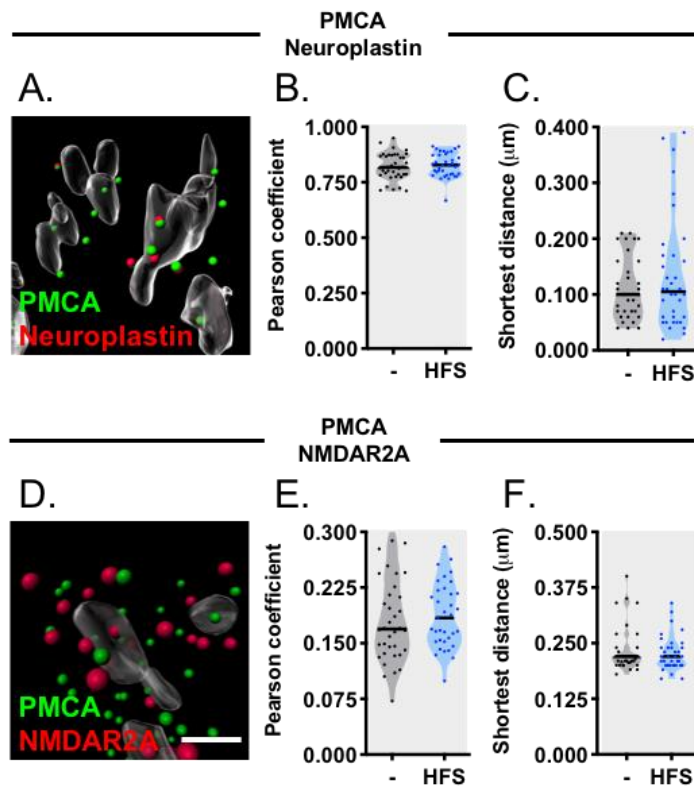 PMCA
Neuroplastin
A.
B.
C.
PMCA
Neuroplastin
Pearson coefficient
1.000
0.750
0.500
0.250
0.000
-
HFS
Shortest distance (μm)
0.400
0.300
0.200
0.100
0.000
-
HFS
PMCA
NMDAR2A
D.
E.
F.
PMCA
NMDAR2A
Pearson coefficient
0.300
0.225
0.150
0.075
0.000
-
HFS
Shortest distance (μm)
0.500
0.375
0.250
0.125
0.000
-
HFS